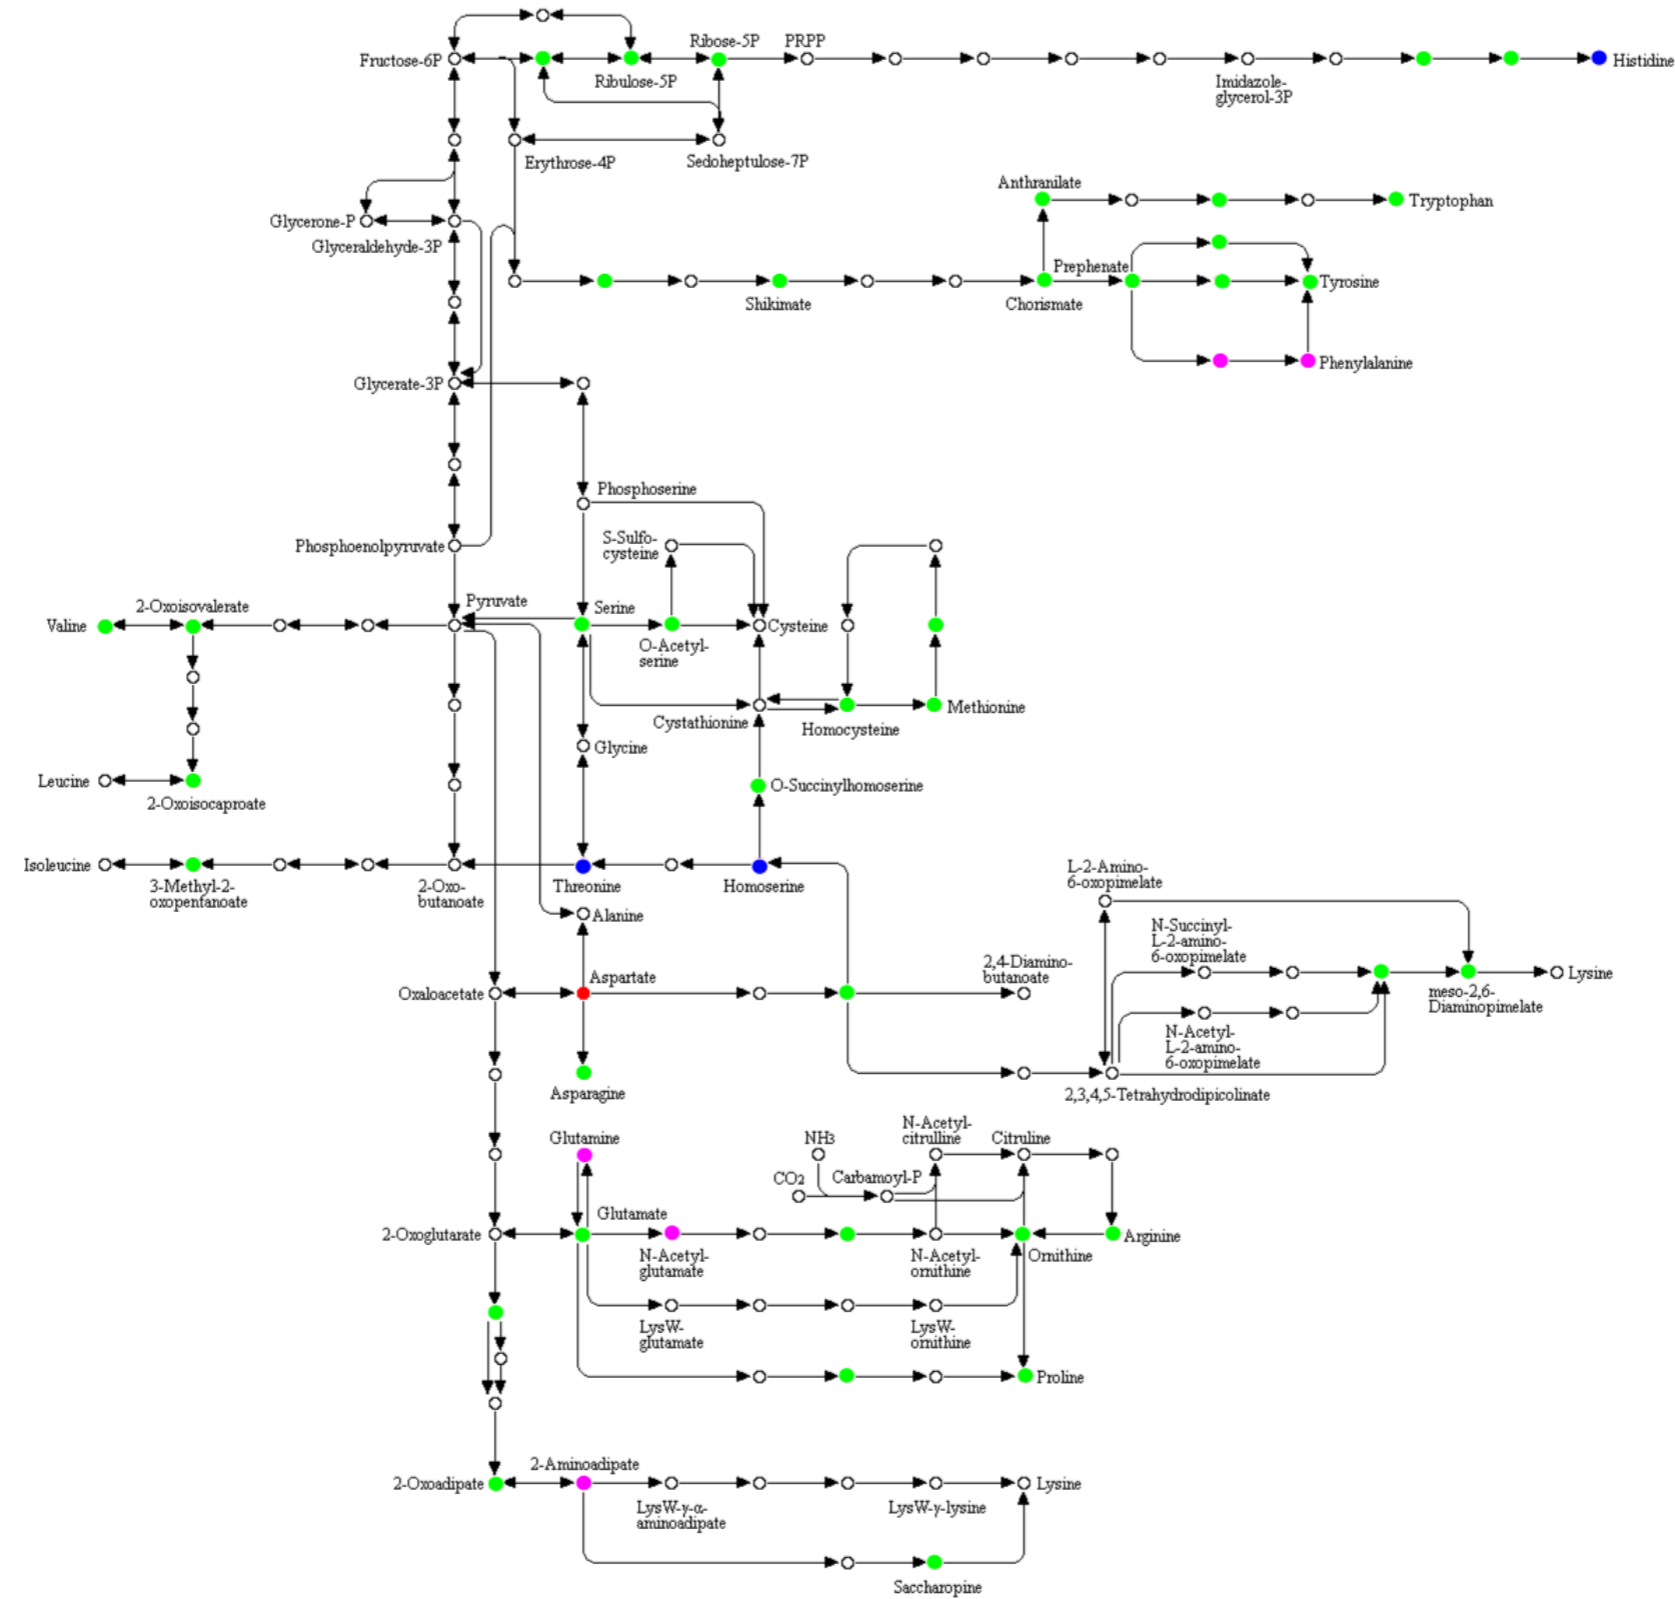 Ribose-5P
PRPP
Fructose-6P
Ribulose-5P
Histidine
Imidazole-
glycerol-3P
Erythrose-4P
Sedoheptulose-7P
Anthranilate
Tryptophan
Glycerone-P
Glyceraldehyde-3P
Prephenate
Tyrosine
Shikimate
Chorismate
Phenylalanine
Glycerate-3P
Phosphoserine
Phosphoenolpyruvate
S-Sulfo-
cysteine
Pyruvate
2-Oxoisovalerate
Serine
Valine
Cysteine
O-Acetyl-
serine
Cystathionine
Methionine
Homocysteine
Glycine
Leucine
2-Oxoisocaproate
O-Succinylhomoserine
Isoleucine
3-Methyl-2-
oxopentanoate
2-Oxo-
butanoate
Threonine
Homoserine
L-2-Amino-
6-oxopimelate
Alanine
N-Succinyl-
L-2-amino-
6-oxopimelate
Aspartate
2,4-Diamino-
butanoate
Lysine
Oxaloacetate
meso-2,6-
Diaminopimelate
N-Acetyl-
L-2-amino-
6-oxopimelate
Asparagine
2,3,4,5-Tetrahydrodipicolinate
Glutamine
NH3
N-Acetyl-
citrulline
Citruline
CO2
Carbamoyl-P
Glutamate
2-Oxoglutarate
Arginine
N-Acetyl-
glutamate
N-Acetyl-
ornithine
Ornithine
LysW-
glutamate
LysW-
ornithine
Proline
2-Aminoadipate
2-Oxoadipate
Lysine
LysW-γ-α-
aminoadipate
LysW-γ-lysine
Saccharopine